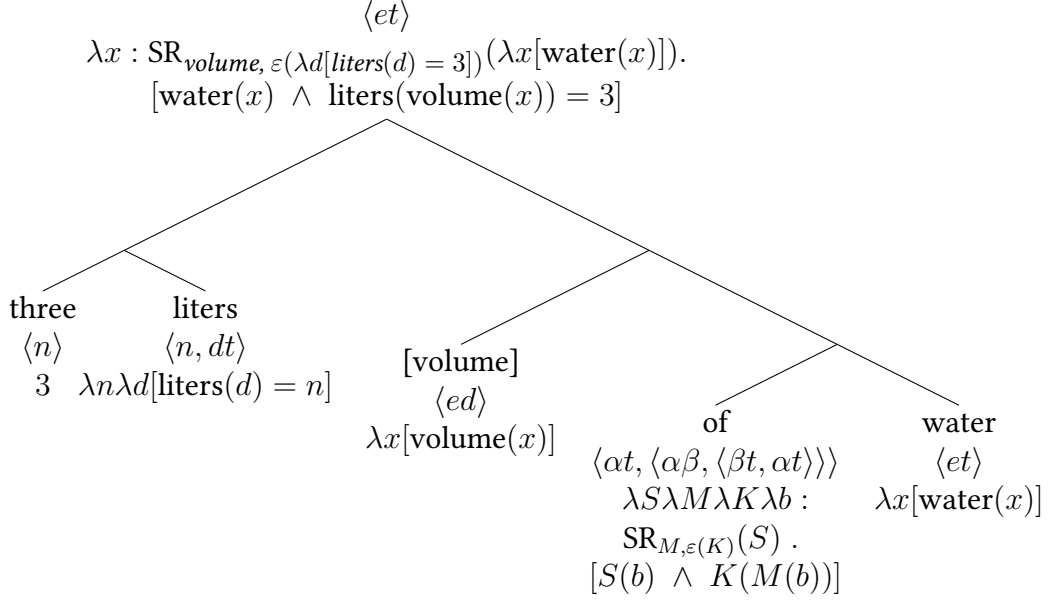 ⟨et⟩
λx : SR_{volume, ε(λd[liters(d) = 3])}(λx[water(x)]).
[water(x) ∧ liters(volume(x)) = 3]
three
⟨n⟩
3
liters
⟨n, dt⟩
λnλd[liters(d) = n]
[volume]
⟨ed⟩
λx[volume(x)]
of
⟨αt, ⟨αβ, ⟨βt, αt⟩⟩⟩
λSλMλKλb :
SR_{M,ε(K)}(S) .
[S(b) ∧ K(M(b))]
water
⟨et⟩
λx[water(x)]